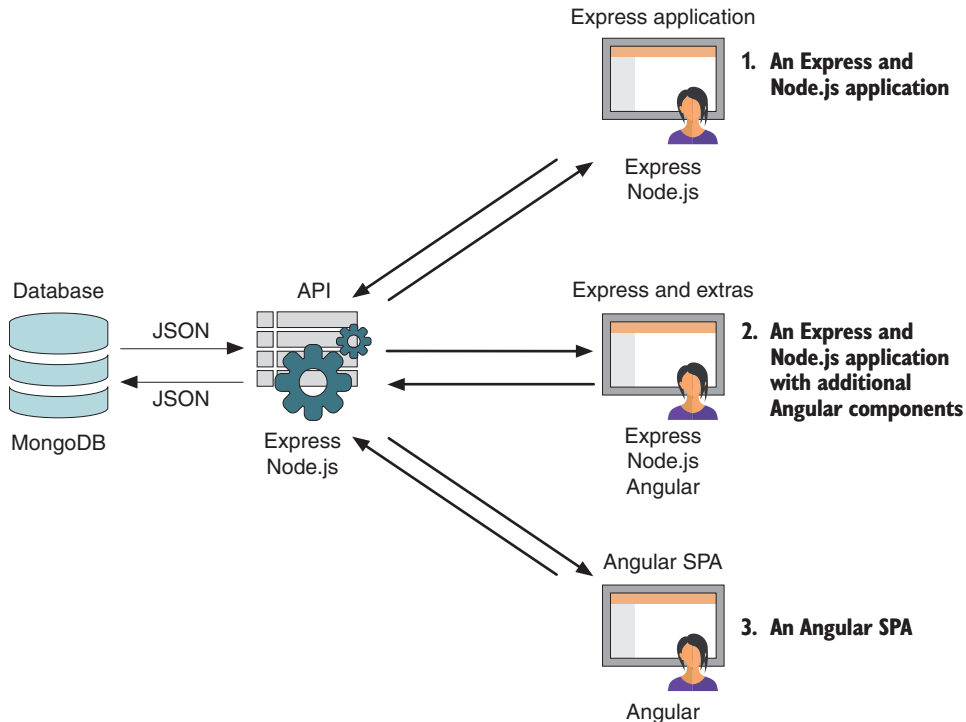 Express application
1. An Express and
Node.js application
Express
Node.js
Database
API
Express and extras
JSON
JSON
2. An Express and
Node.js application
with additional
Angular components
MongoDB
Express
Node.js
Express
Node.js
Angular
Angular SPA
3. An Angular SPA
Angular